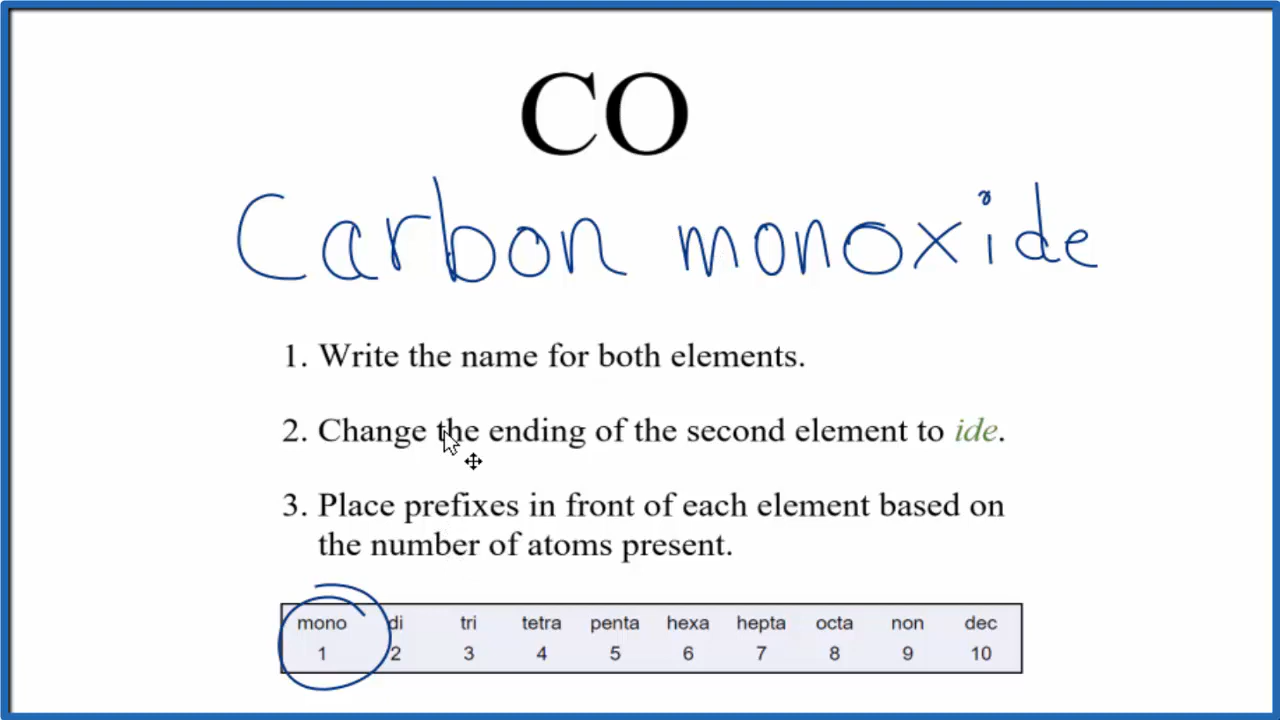 CO
Carbon monoxide
1. Write the name for both elements.
2. Change the ending of the second element to ide.
3. Place prefixes in front of each element based on
the number of atoms present.
mono di tri tetra penta hexa hepta octa non dec
1 2 3 4 5 6 7 8 9 10